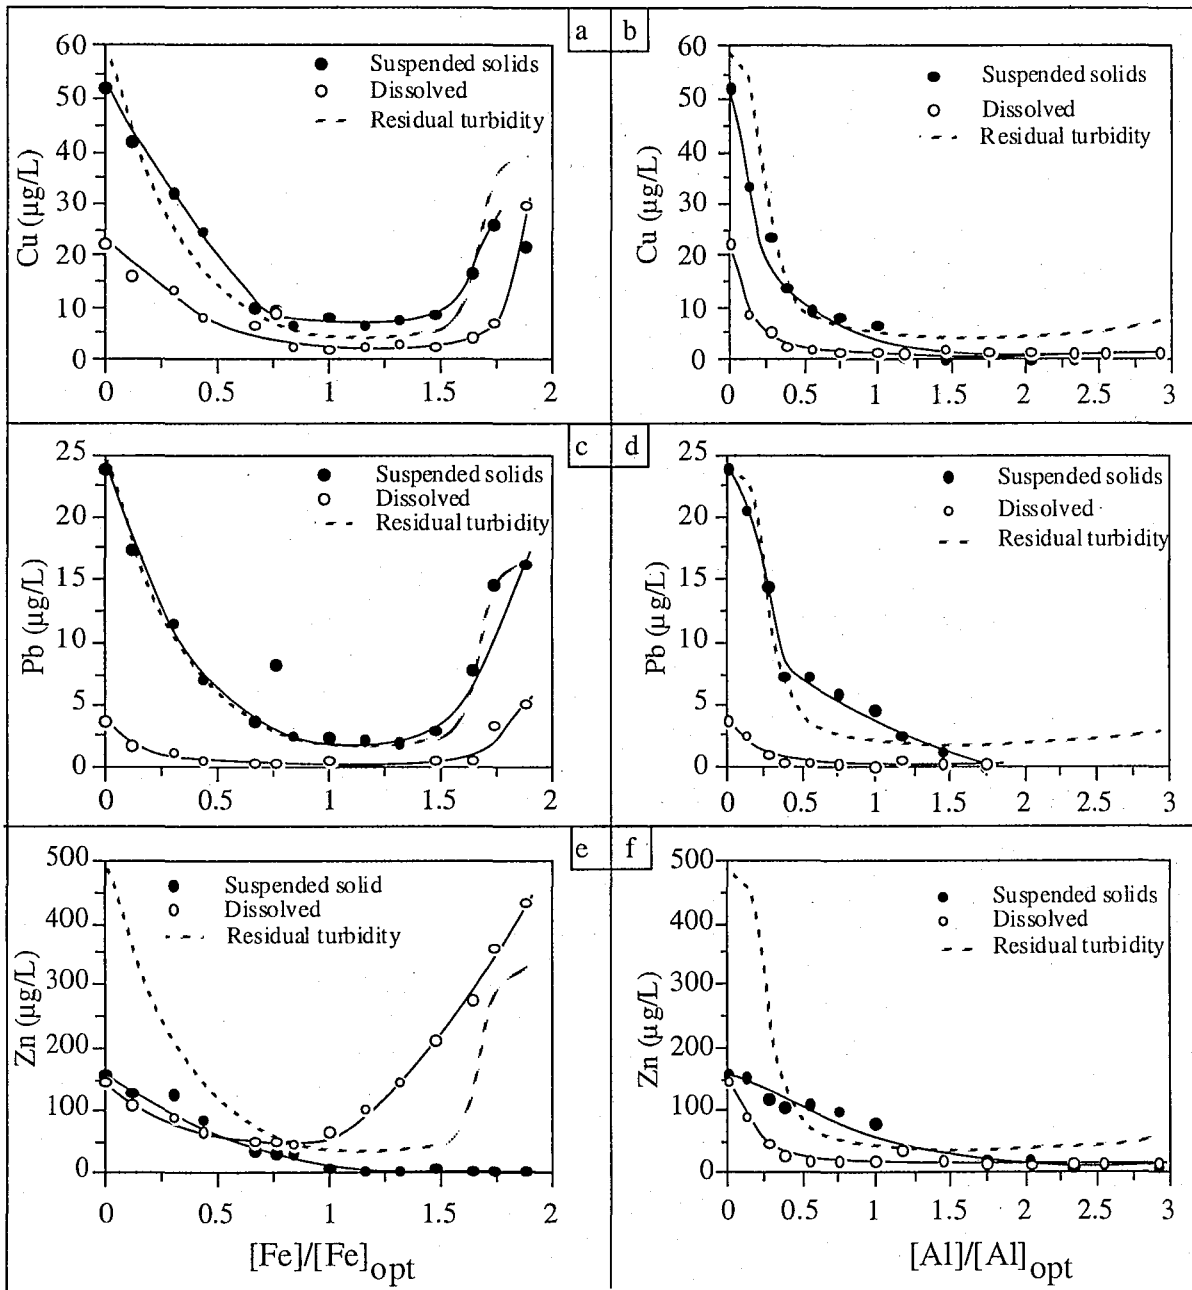 a
60
50
40
30
20
10
0
Cu (µg/L)
Suspended solids
Dissolved
Residual turbidity
0
0.5
1
1.5
2
b
60
50
40
30
20
10
0
Cu (µg/L)
Suspended solids
Dissolved
Residual turbidity
0
0.5
1
1.5
2
2.5
3
c
25
20
15
10
5
0
Pb (µg/L)
Suspended solids
Dissolved
Residual turbidity
0
0.5
1
1.5
2
d
25
20
15
10
5
0
Pb (µg/L)
Suspended solids
Dissolved
Residual turbidity
0
0.5
1
1.5
2
2.5
3
e
500
400
300
200
100
0
Zn (µg/L)
Suspended solid
Dissolved
Residual turbidity
0
0.5
1
1.5
2
[Fe]/[Fe]opt
f
500
400
300
200
100
0
Zn (µg/L)
Suspended solids
Dissolved
Residual turbidity
0
0.5
1
1.5
2
2.5
3
[Al]/[Al]opt